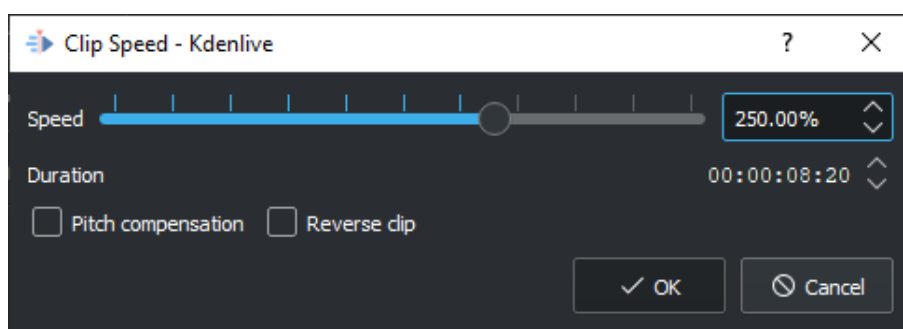 Clip Speed - Kdenlive ?
Speed 250.00%
Duration 00:00:08:20
Pitch compensation Reverse clip
OK Cancel